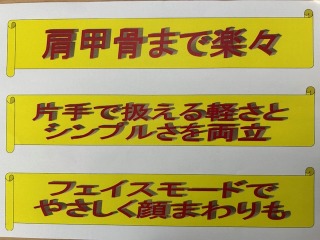 肩甲骨まで楽々
片手で扱える軽さと
シンプルさを両立
フェイスモードで
やさしく顔まわりも